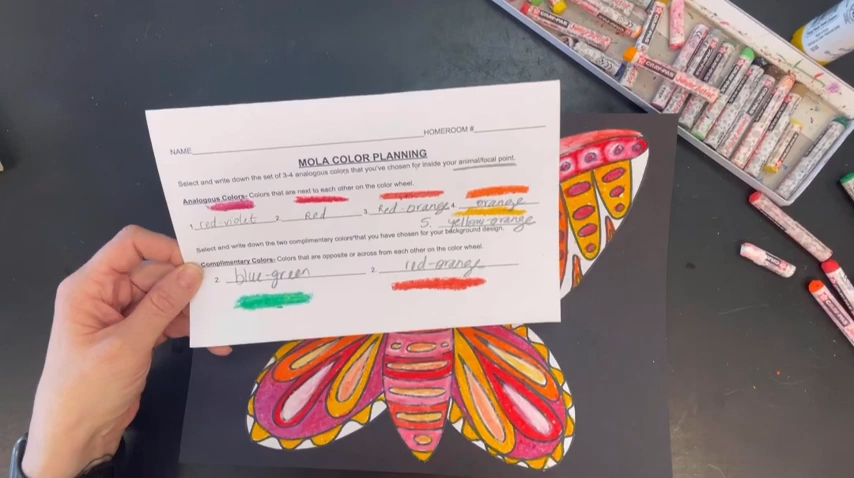 NAME HOMEROOM #
MOLA COLOR PLANNING
Select and write down the set of 3-4 analogous colors that you've chosen for inside your animal/focal point.
Analogous Colors: Colors that are next to each other on the color wheel.
1. red-violet 2. red 3. red-orange 4. orange
5. yellow-orange
Select and write down the two complimentary colors that you have chosen for your background design.
Complimentary Colors: Colors that are opposite or across from each other on the color wheel.
2. blue-green 2. red-orange